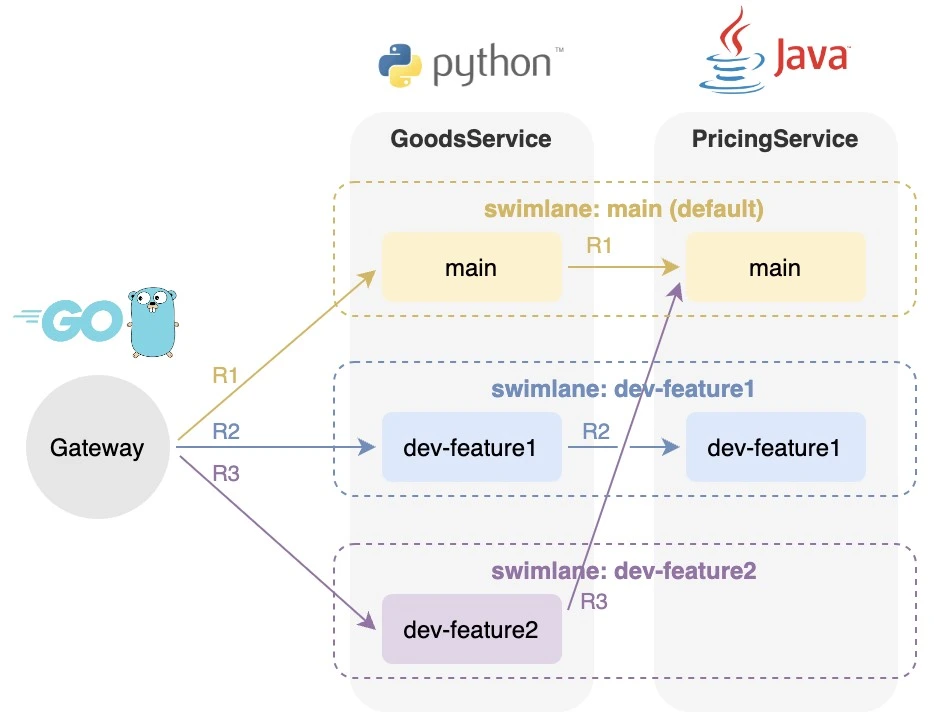 python™
Java™
GoodsService
PricingService
swimlane: main (default)
main
R1
main
GO
R1
swimlane: dev-feature1
Gateway
R2
dev-feature1
R2
dev-feature1
R3
swimlane: dev-feature2
R3
dev-feature2